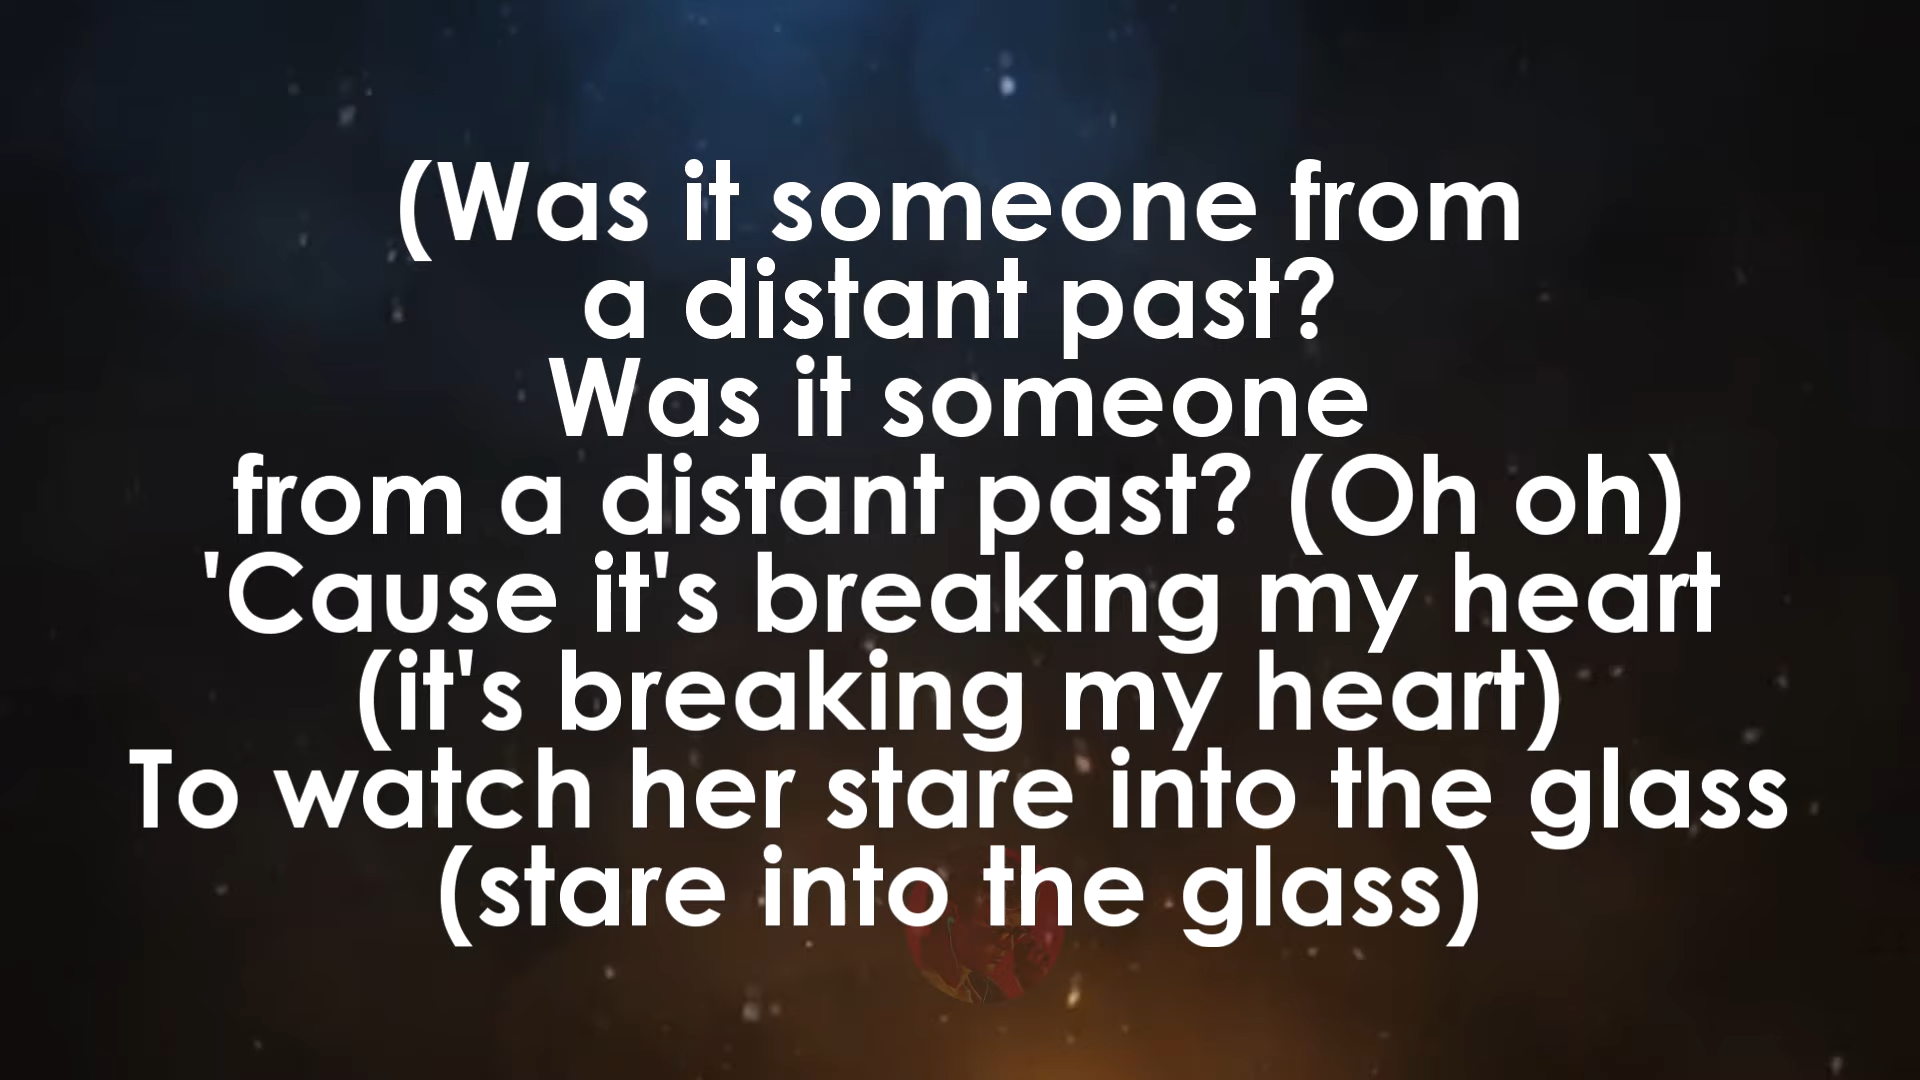 (Was it someone from
a distant past?
Was it someone
from a distant past? (Oh oh)
'Cause it's breaking my heart
(it's breaking my heart)
To watch her stare into the glass
(stare into the glass)